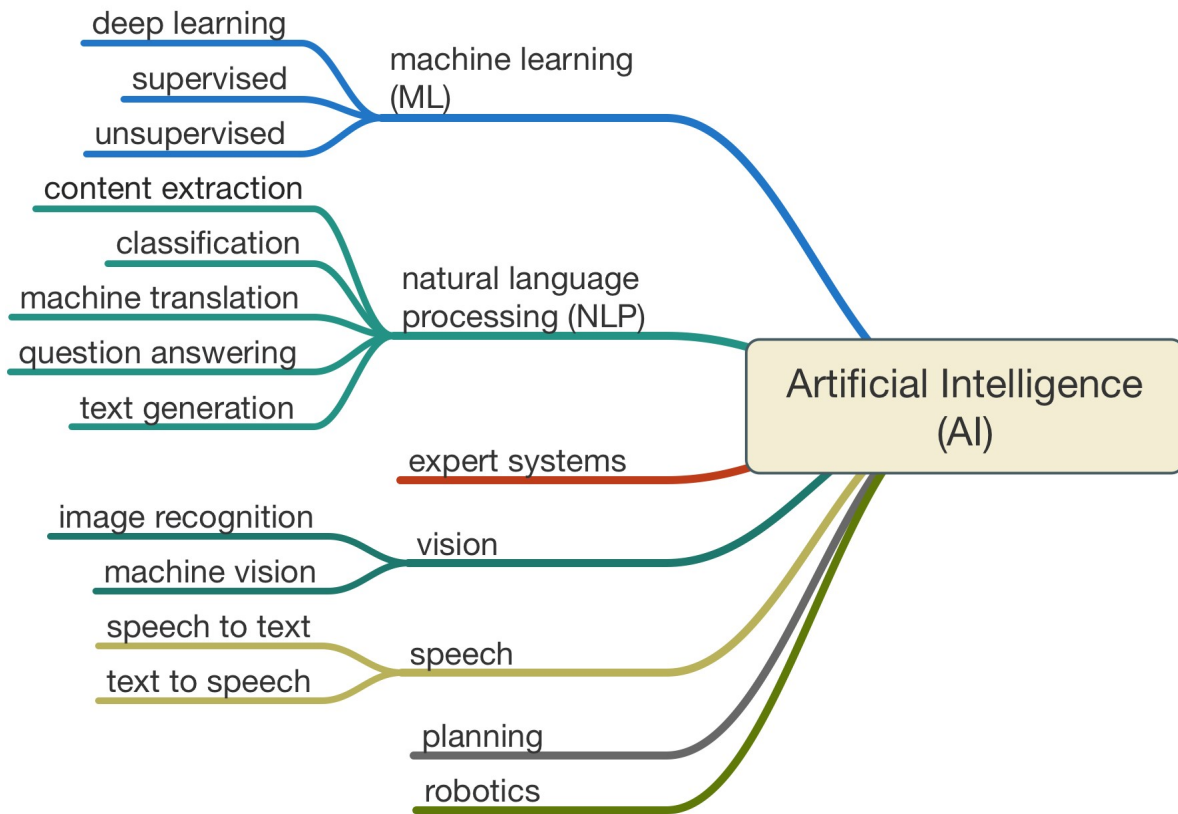 deep learning
supervised
unsupervised
machine learning
(ML)
content extraction
classification
machine translation
question answering
text generation
natural language
processing (NLP)
Artificial Intelligence
(AI)
expert systems
image recognition
machine vision
vision
speech to text
text to speech
speech
planning
robotics